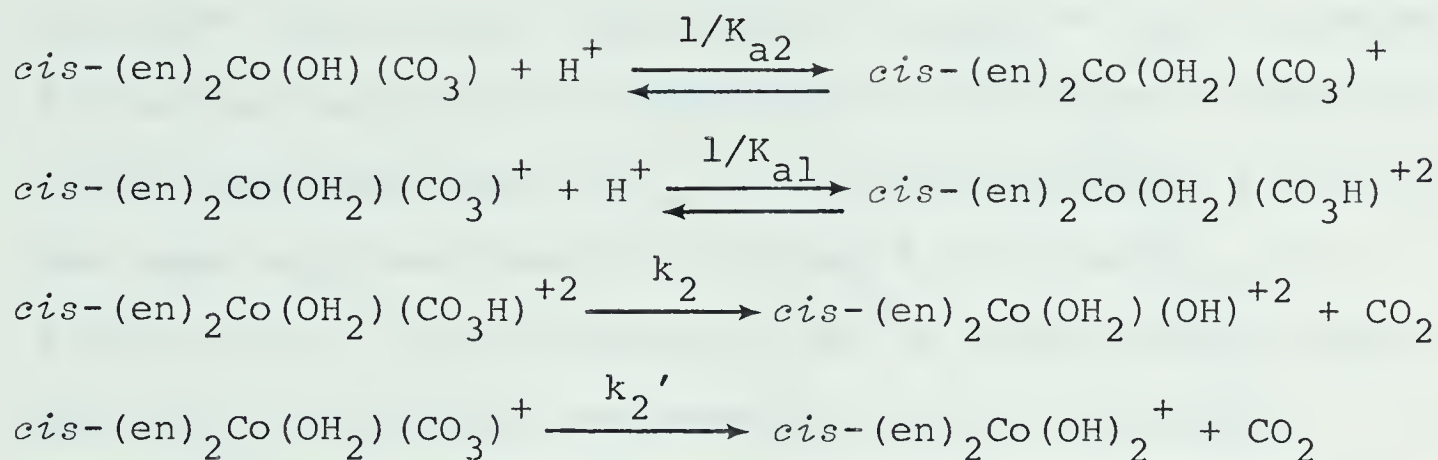 cis-(en)₂Co(OH)(CO₃) + H⁺ ⇌ 1/Kₐ₂ cis-(en)₂Co(OH₂)(CO₃)⁺
cis-(en)₂Co(OH₂)(CO₃)⁺ + H⁺ ⇌ 1/Kₐ₁ cis-(en)₂Co(OH₂)(CO₃H)⁺²
cis-(en)₂Co(OH₂)(CO₃H)⁺² → k₂ cis-(en)₂Co(OH₂)(OH)⁺² + CO₂
cis-(en)₂Co(OH₂)(CO₃)⁺ → k₂′ cis-(en)₂Co(OH)₂⁺ + CO₂